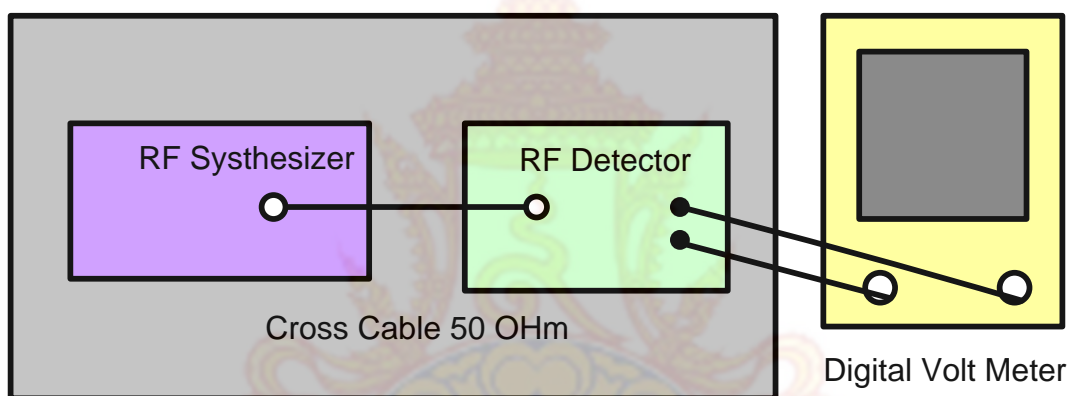 RF Systhesizer
RF Detector
Cross Cable 50 OHm
Digital Volt Meter